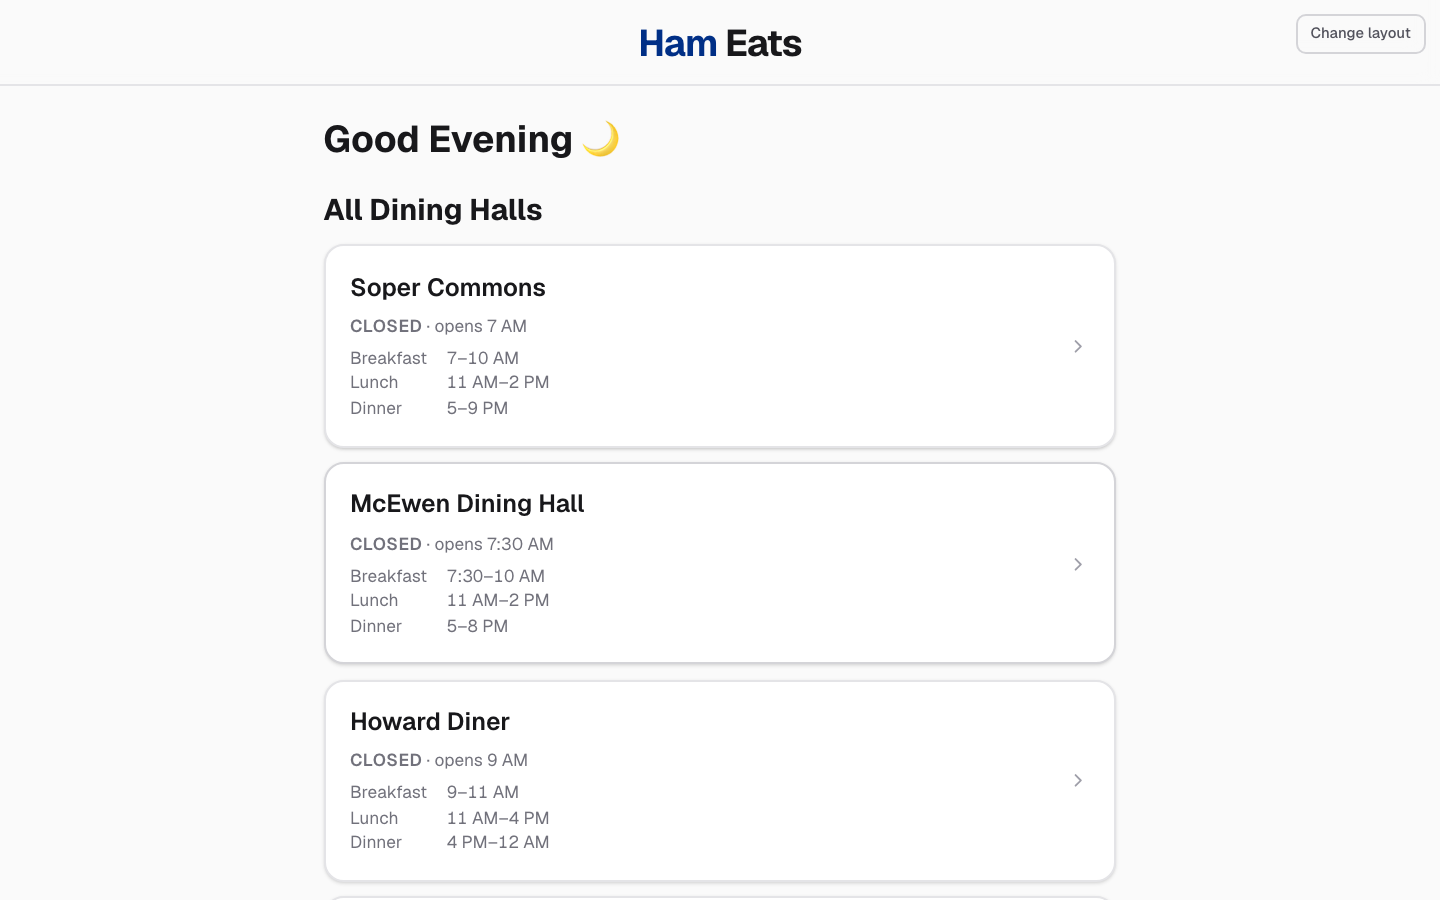 Ham Eats
Change layout
Good Evening 🌙
All Dining Halls
Soper Commons
CLOSED · opens 7 AM
Breakfast 7–10 AM
Lunch 11 AM–2 PM
Dinner 5–9 PM
McEwen Dining Hall
CLOSED · opens 7:30 AM
Breakfast 7:30–10 AM
Lunch 11 AM–2 PM
Dinner 5–8 PM
Howard Diner
CLOSED · opens 9 AM
Breakfast 9–11 AM
Lunch 11 AM–4 PM
Dinner 4 PM–12 AM